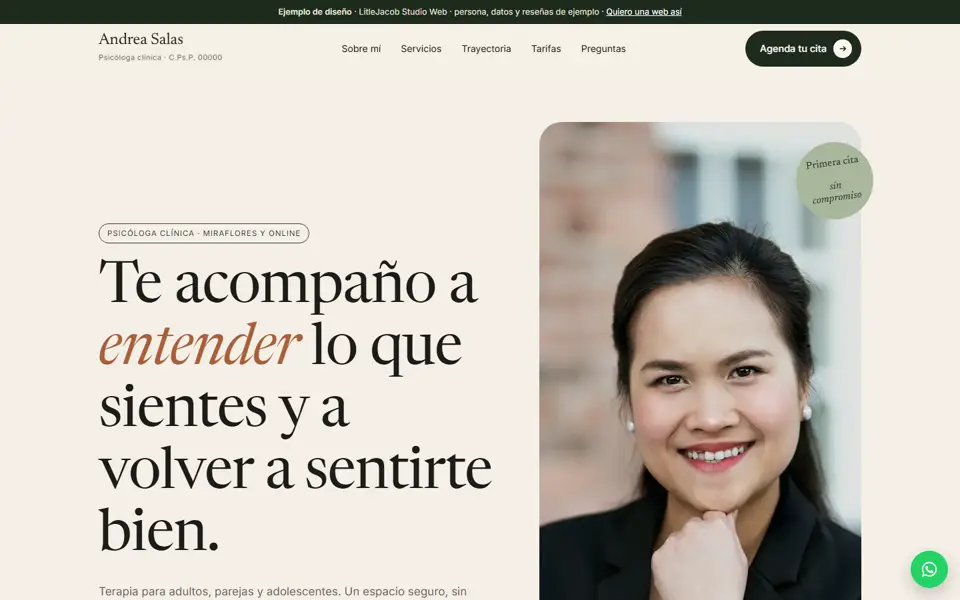 Ejemplo de diseño · LitleJacob Studio Web · persona, datos y reseñas de ejemplo · Quiero una web así
Andrea Salas
Psicóloga clínica · C.Ps.P. 00000
Sobre mí
Servicios
Trayectoria
Tarifas
Preguntas
Agenda tu cita
PSICÓLOGA CLÍNICA · MIRAFLORES Y ONLINE
Te acompaño a
entender lo que
sientes y a
volver a sentirte
bien.
Terapia para adultos, parejas y adolescentes. Un espacio seguro, sin
Primera cita
sin
compromiso